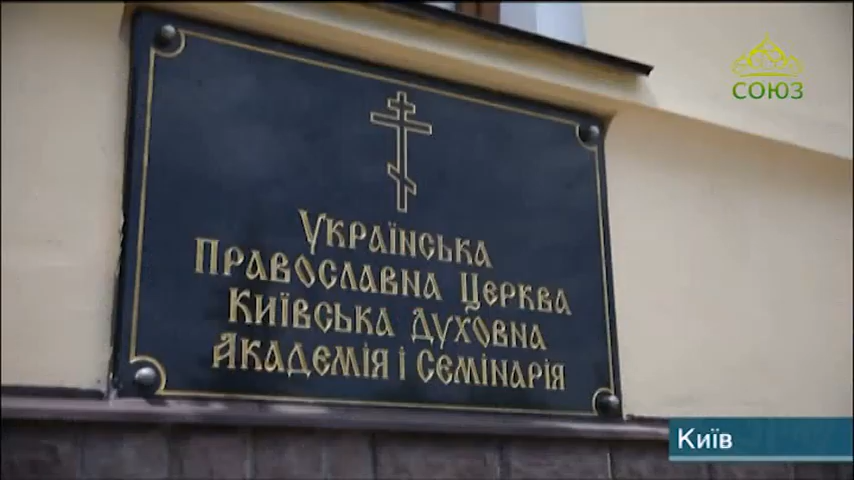 СОЮЗ
Українська
Православна Церква
Київська духовна
Академія і Семінарія
Київ